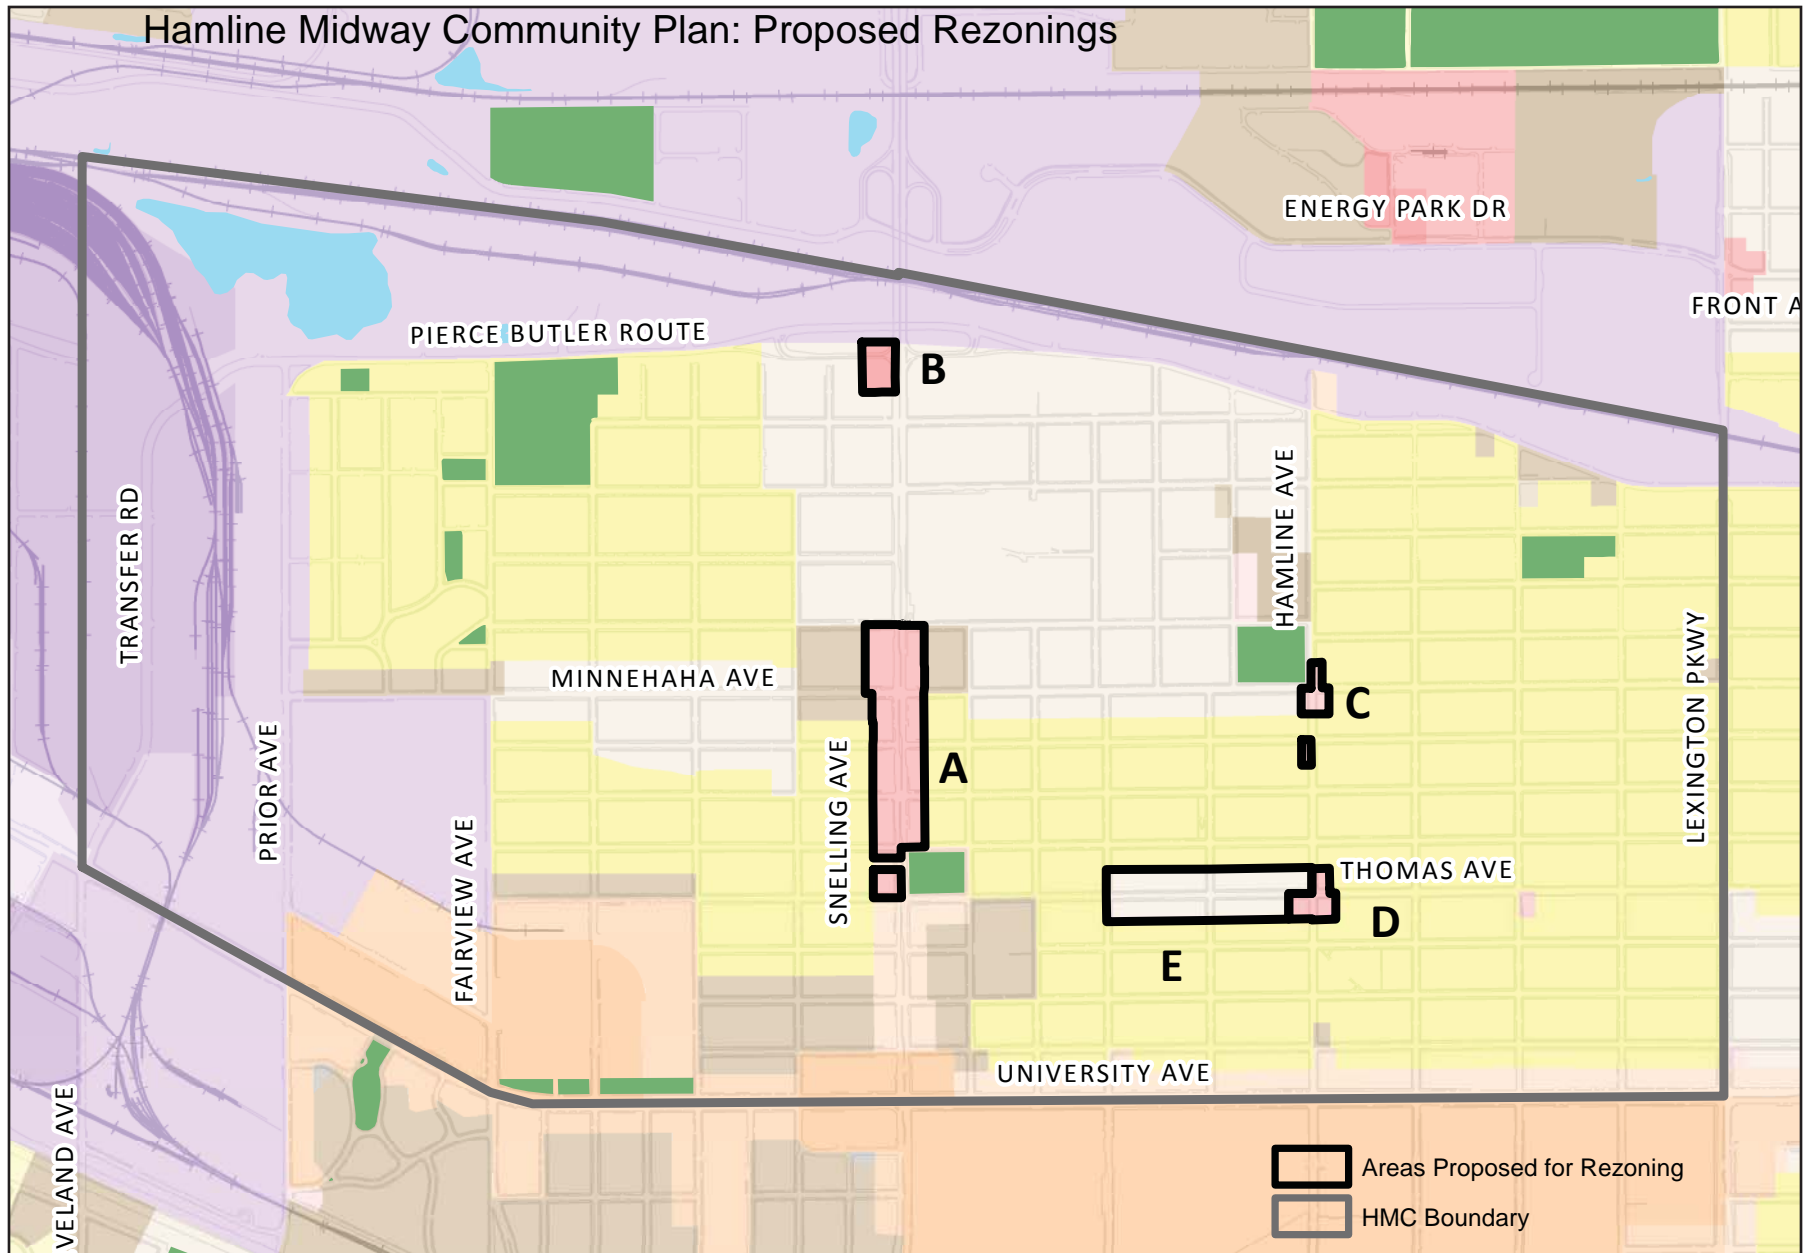 Hamline Midway Community Plan: Proposed Rezonings
ENERGY PARK DR
FRONT A
PIERCE BUTLER ROUTE
B
TRANSFER RD
HAMLINE AVE
MINNEHAHA AVE
C
LEXINGTON PKWY
PRIOR AVE
SNELLING AVE
A
FAIRVIEW AVE
THOMAS AVE
D
E
UNIVERSITY AVE
VELAND AVE
Areas Proposed for Rezoning
HMC Boundary